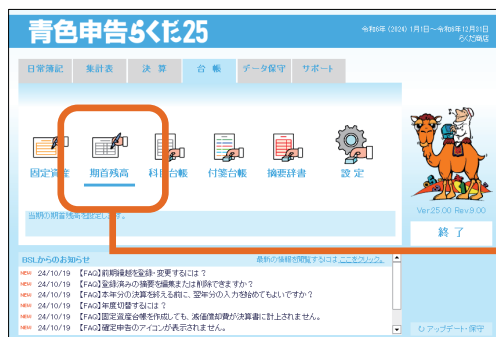 青色申告らくだ25
令和6年 (2024) 1月1日～令和6年12月31日
らくだ商店
日常簿記 集計表 決算 台帳 データ保守 サポート
固定資産 期首残高 科目台帳 付箋台帳 摘要辞書 設定
当期の期首残高を設定します。
Ver.25.00 Rev.9.00
終了
BSLからのお知らせ
最新の情報を閲覧するには ここをクリック。
NEW 24/10/19 【FAQ】前期繰越を登録・変更するには？
NEW 24/10/19 【FAQ】登録済みの摘要を編集または削除できますか？
NEW 24/10/19 【FAQ】本年分の決算を終える前に、翌年分の入力を始めてもよいですか？
NEW 24/10/19 【FAQ】年度切替するには？
NEW 24/10/19 【FAQ】固定資産台帳を作成しても、減価償却費が決算書に計上されません。
NEW 24/10/19 【FAQ】確定申告のアイコンが表示されません。
アップデート・保守